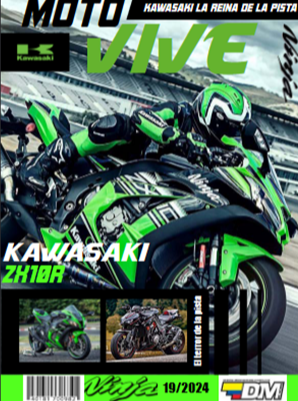 MOTO
KAWASAKI LA REINA DE LA PISTA
VIVE
Ninja
Kawasaki
Ninja
KAWASAKI
ZX10R
El terror de la pista
Ninja
19/2024
DM